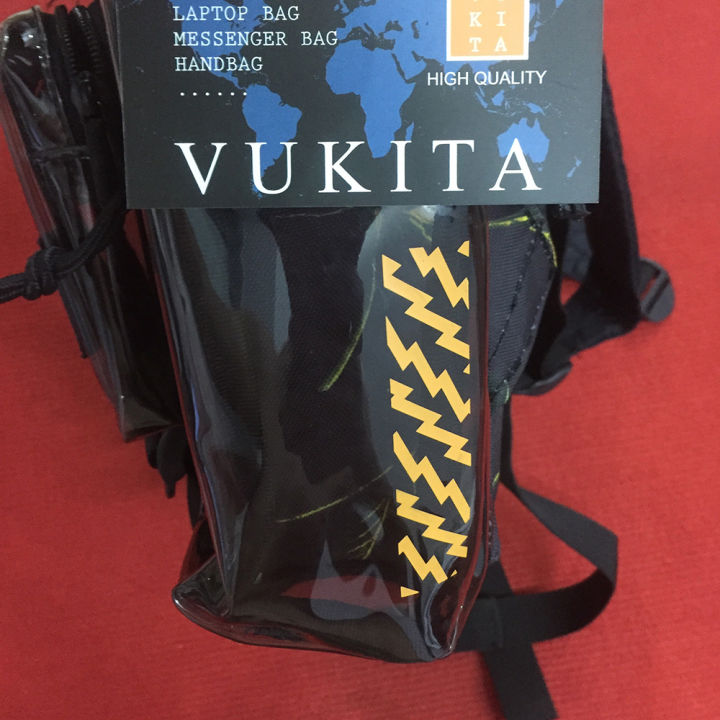 LAPTOP BAG
MESSENGER BAG
HANDBAG
......
K I
T A
HIGH QUALITY
VUKITA